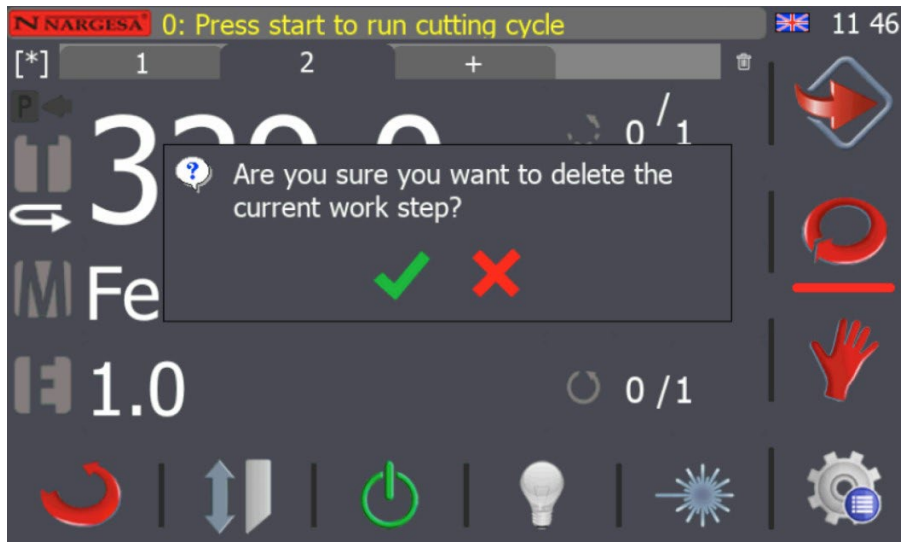 NARGESA 0: Press start to run cutting cycle 11 46
[*] 1 2 +
P
0/1
Are you sure you want to delete the
current work step?
M Fe
E 1.0 0/1